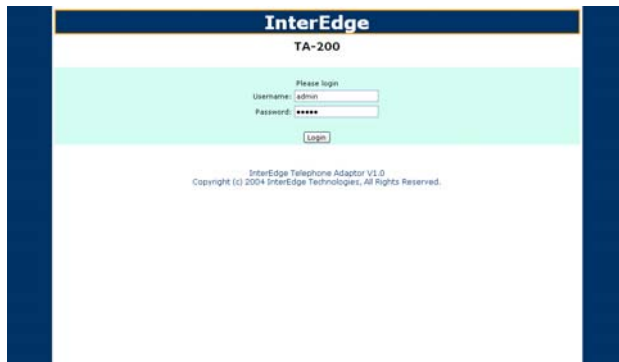 InterEdge
TA-200
Please login
Username: admin
Password: •••••
Login
InterEdge Telephone Adaptor V1.0
Copyright (c) 2004 InterEdge Technologies, All Rights Reserved.